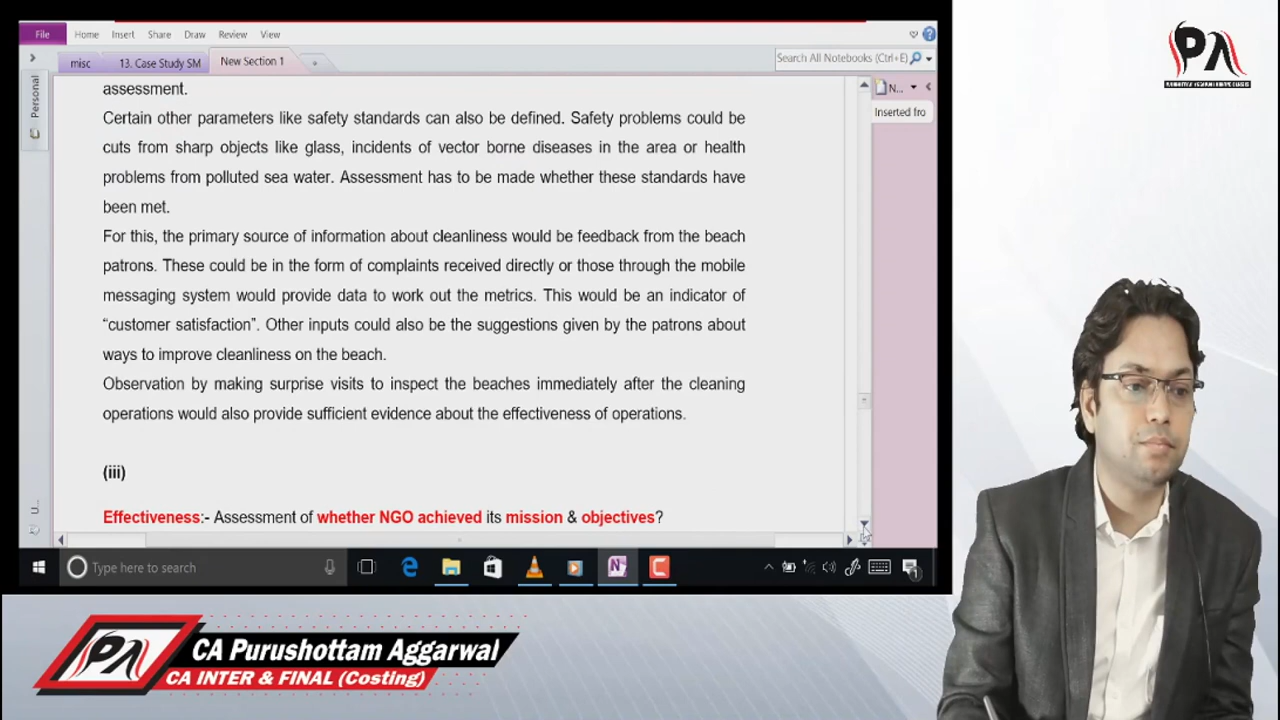 File Home Insert Share Draw Review View
misc 13. Case Study SM New Section 1
Search All Notebooks (Ctrl+E)
Personal
N...
Inserted fro
assessment.
Certain other parameters like safety standards can also be defined. Safety problems could be
cuts from sharp objects like glass, incidents of vector borne diseases in the area or health
problems from polluted sea water. Assessment has to be made whether these standards have
been met.
For this, the primary source of information about cleanliness would be feedback from the beach
patrons. These could be in the form of complaints received directly or those through the mobile
messaging system would provide data to work out the metrics. This would be an indicator of
“customer satisfaction”. Other inputs could also be the suggestions given by the patrons about
ways to improve cleanliness on the beach.
Observation by making surprise visits to inspect the beaches immediately after the cleaning
operations would also provide sufficient evidence about the effectiveness of operations.
(iii)
Effectiveness:- Assessment of whether NGO achieved its mission & objectives?
U...
Type here to search
1
PA
PA
CA Purushottam Aggarwal
CA INTER & FINAL (Costing)